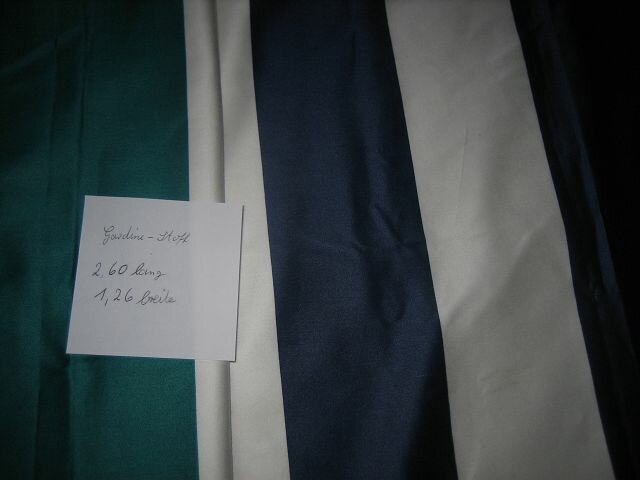 Gardine - Stoff
2,60 lang
1,26 breite